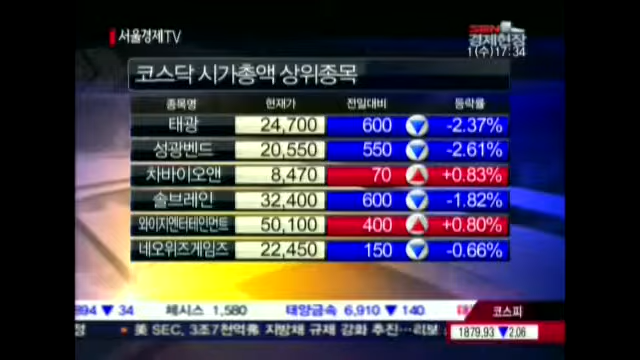 서울경제TV
SEN
경제현장
1(수)17:34
코스닥 시가총액 상위종목
종목명 현재가 전일대비 등락률
태광 24,700 600 ▼ -2.37%
성광벤드 20,550 550 ▼ -2.61%
차바이오앤 8,470 70 ▲ +0.83%
솔브레인 32,400 600 ▼ -1.82%
와이지엔터테인먼트 50,100 400 ▲ +0.80%
네오위즈게임즈 22,450 150 ▼ -0.66%
894 ▼ 34 체시스 1,580 태양금속 6,910 ▼ 140
코스피
정 ■ 美 SEC, 3조7천억弗 지방채 규제 강화 추진…리보
1879,93 ▼2,06